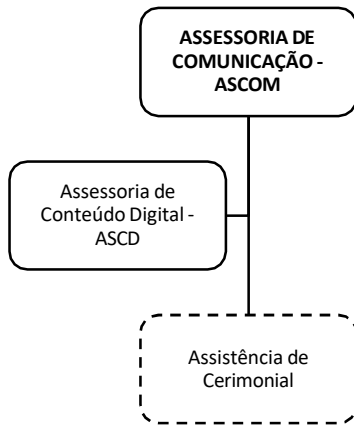 ASSESSORIA DE
COMUNICAÇÃO -
ASCOM
Assessoria de
Conteúdo Digital -
ASCD
Assistência de
Cerimonial